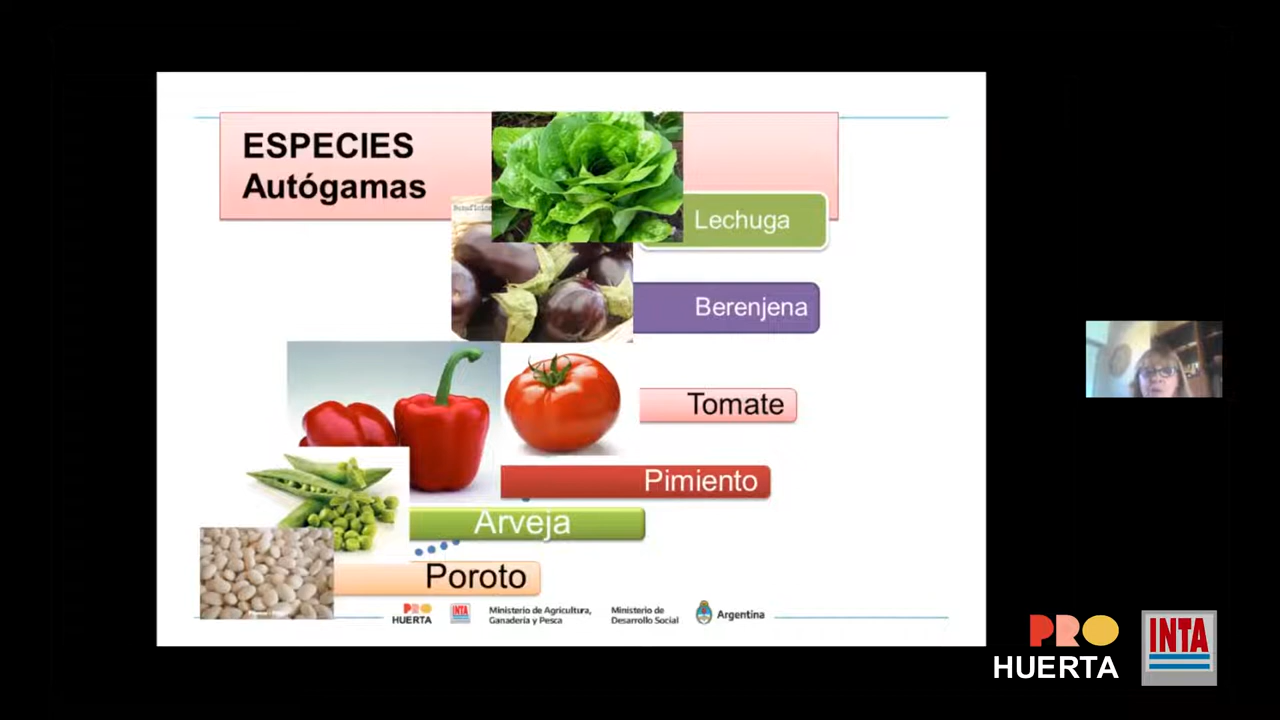 ESPECIES
Autógamas
Lechuga
Berenjena
Tomate
Pimiento
Arveja
Poroto
PRO
HUERTA
INTA
Ministerio de Agricultura,
Ganadería y Pesca
Ministerio de
Desarrollo Social
Argentina
PRO
HUERTA
INTA